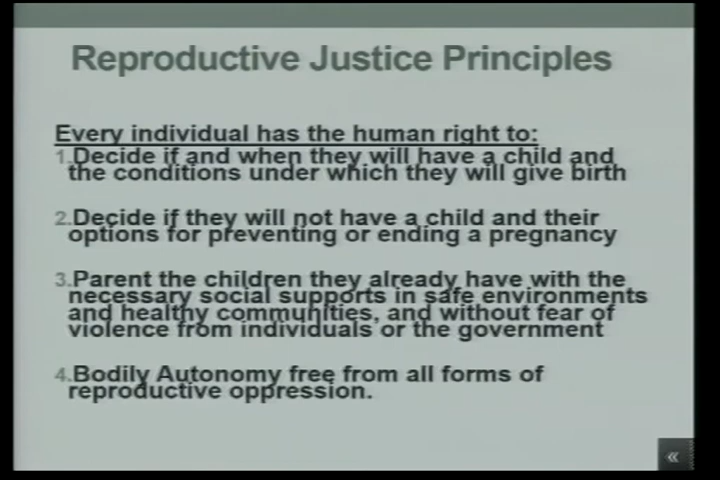 Reproductive Justice Principles
Every individual has the human right to:
1.Decide if and when they will have a child and
the conditions under which they will give birth
2.Decide if they will not have a child and their
options for preventing or ending a pregnancy
3.Parent the children they already have with the
necessary social supports in safe environments
and healthy communities, and without fear of
violence from individuals or the government
4.Bodily Autonomy free from all forms of
reproductive oppression.
«